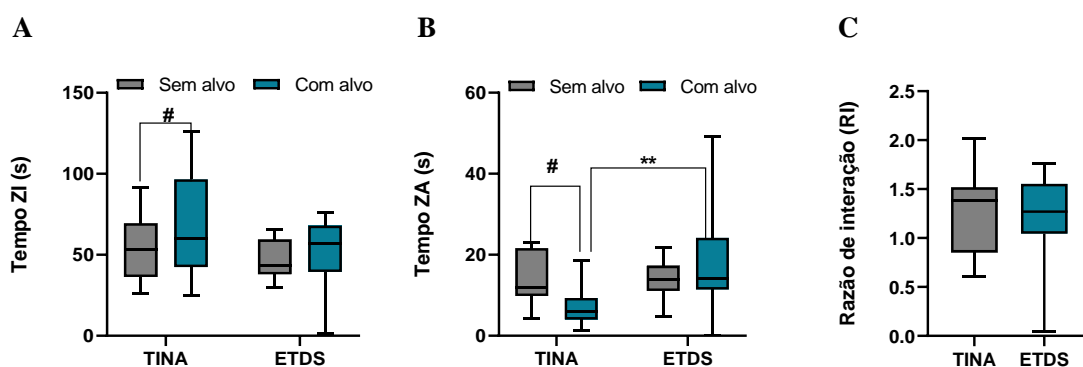 A
Sem alvo Com alvo
Tempo ZI (s)
150
100
50
0
#
TINA ETDS
B
Sem alvo Com alvo
Tempo ZA (s)
60
40
20
0
#
**
TINA ETDS
C
Razão de interação (RI)
2.5
2.0
1.5
1.0
0.5
0.0
TINA ETDS